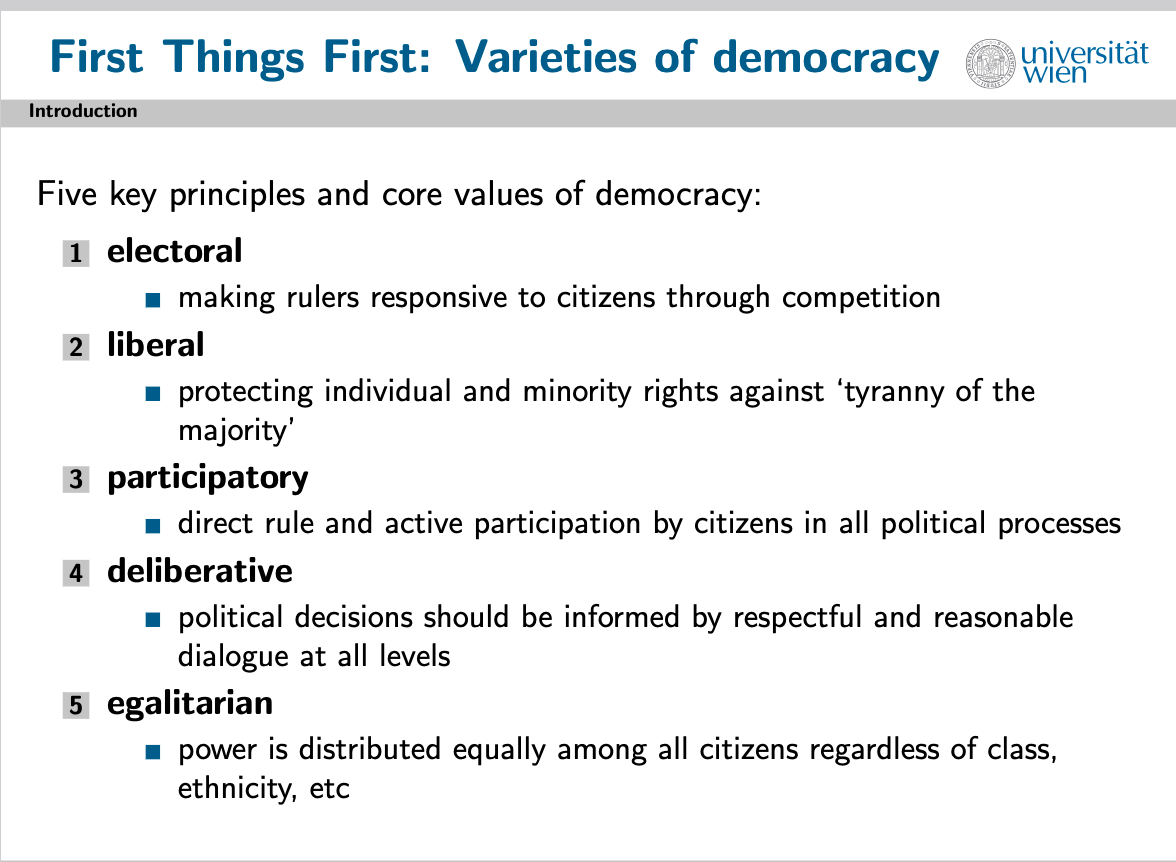 First Things First: Varieties of democracy
universität
wien
Introduction
Five key principles and core values of democracy:
1 electoral
■ making rulers responsive to citizens through competition
2 liberal
■ protecting individual and minority rights against ‘tyranny of the
majority’
3 participatory
■ direct rule and active participation by citizens in all political processes
4 deliberative
■ political decisions should be informed by respectful and reasonable
dialogue at all levels
5 egalitarian
■ power is distributed equally among all citizens regardless of class,
ethnicity, etc